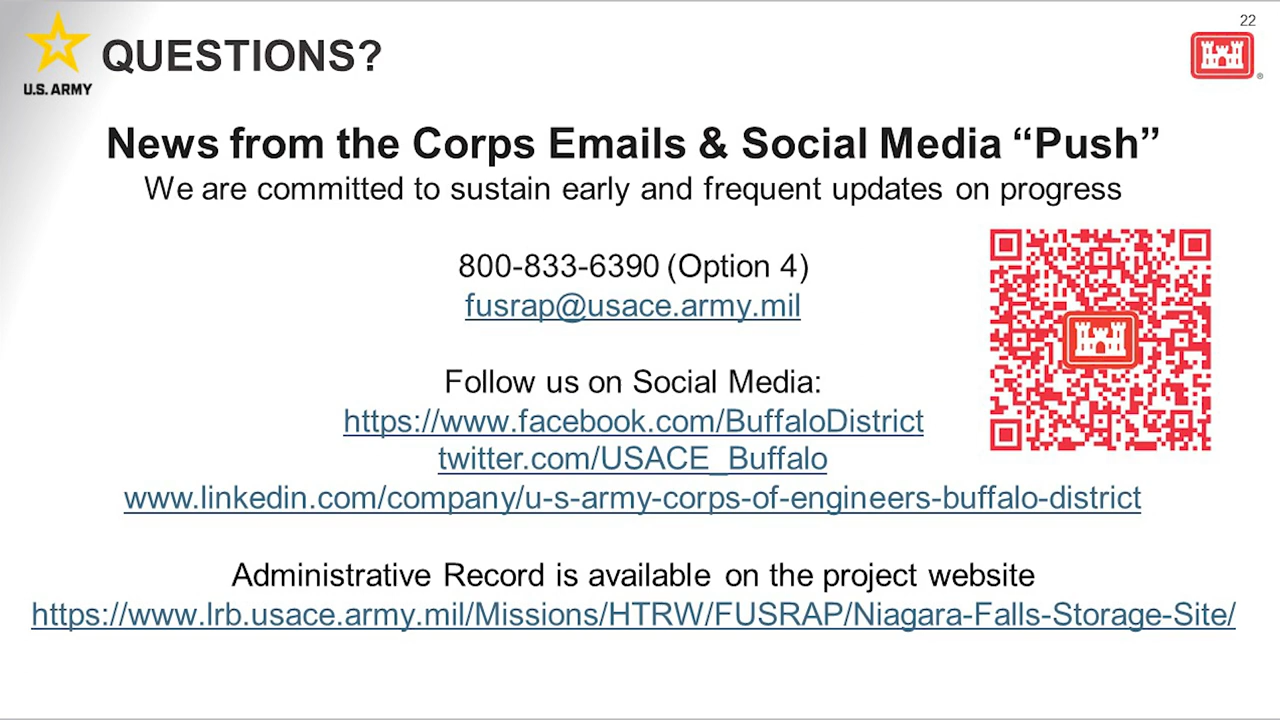 22
QUESTIONS?
U.S. ARMY
®
News from the Corps Emails & Social Media “Push”
We are committed to sustain early and frequent updates on progress
800-833-6390 (Option 4)
fusrap@usace.army.mil
Follow us on Social Media:
https://www.facebook.com/BuffaloDistrict
twitter.com/USACE_Buffalo
www.linkedin.com/company/u-s-army-corps-of-engineers-buffalo-district
Administrative Record is available on the project website
https://www.lrb.usace.army.mil/Missions/HTRW/FUSRAP/Niagara-Falls-Storage-Site/